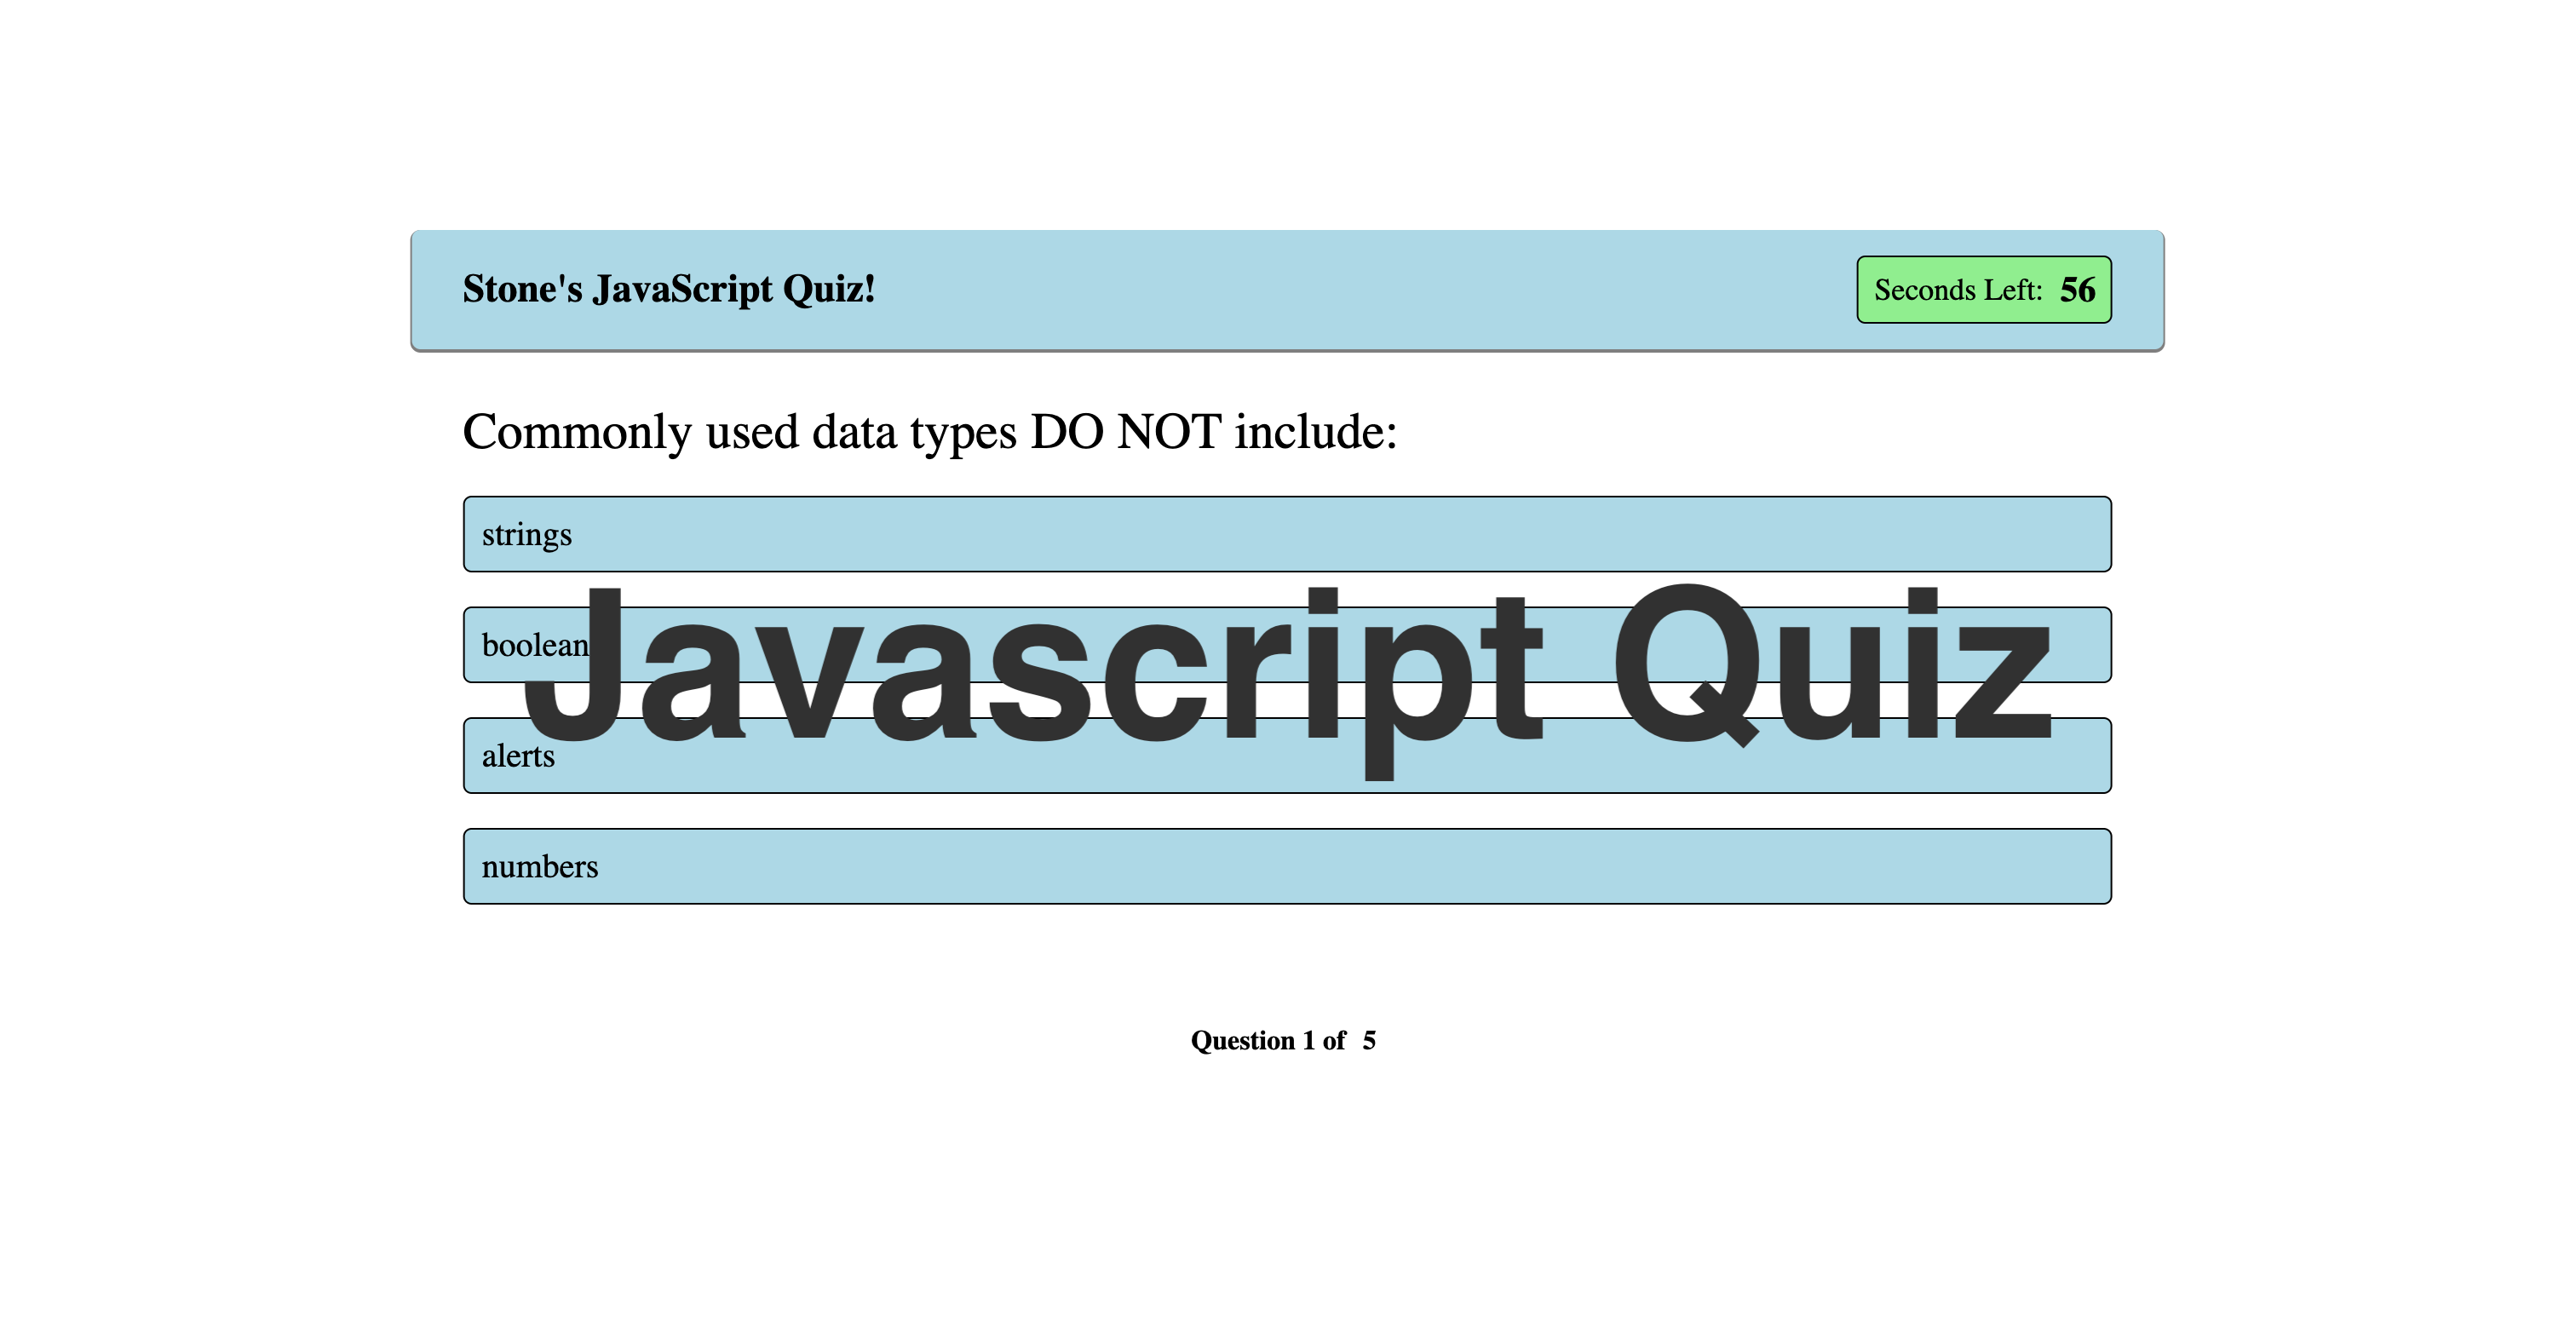 Stone's JavaScript Quiz!
Seconds Left: 56
Commonly used data types DO NOT include:
strings
boolean
Javascript Quiz
alerts
numbers
Question 1 of 5